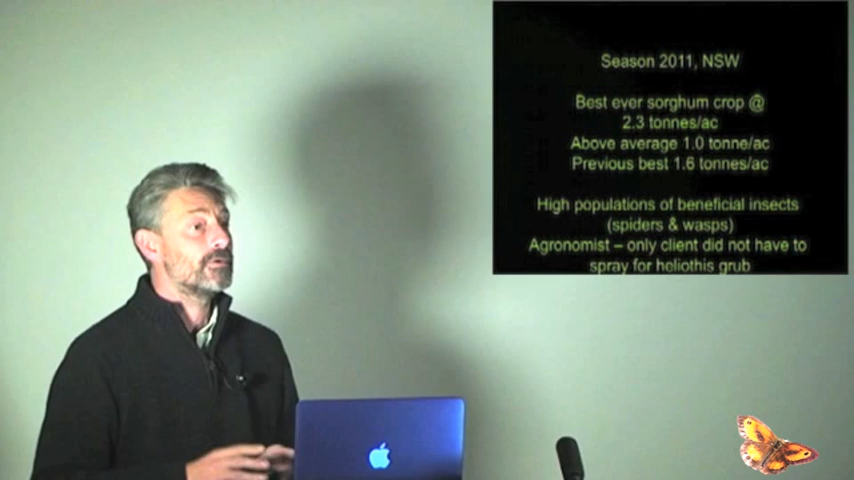 Season 2011, NSW
Best ever sorghum crop @
2.3 tonnes/ac
Above average 1.0 tonne/ac
Previous best 1.6 tonnes/ac
High populations of beneficial insects
(spiders & wasps)
Agronomist – only client did not have to
spray for heliothis grub